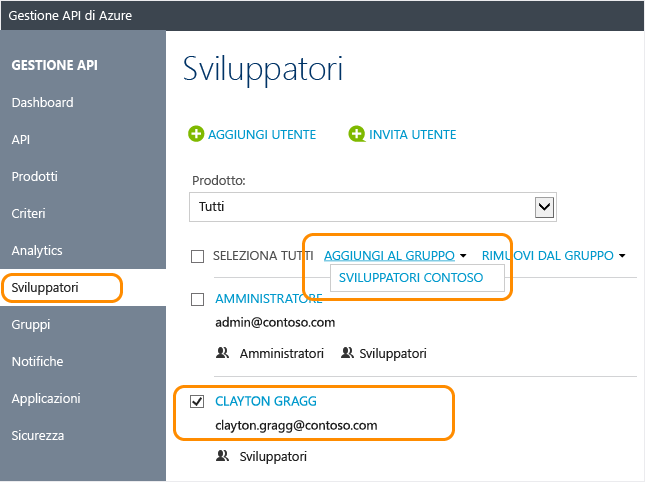 Gestione API di Azure
GESTIONE API
Dashboard
API
Prodotti
Criteri
Analytics
Sviluppatori
Gruppi
Notifiche
Applicazioni
Sicurezza
Sviluppatori
AGGIUNGI UTENTE INVITA UTENTE
Prodotto:
Tutti
SELEZIONA TUTTI AGGIUNGI AL GRUPPO RIMUOVI DAL GRUPPO
SVILUPPATORI CONTOSO
AMMINISTRATORE
admin@contoso.com
Amministratori Sviluppatori
CLAYTON GRAGG
clayton.gragg@contoso.com
Sviluppatori